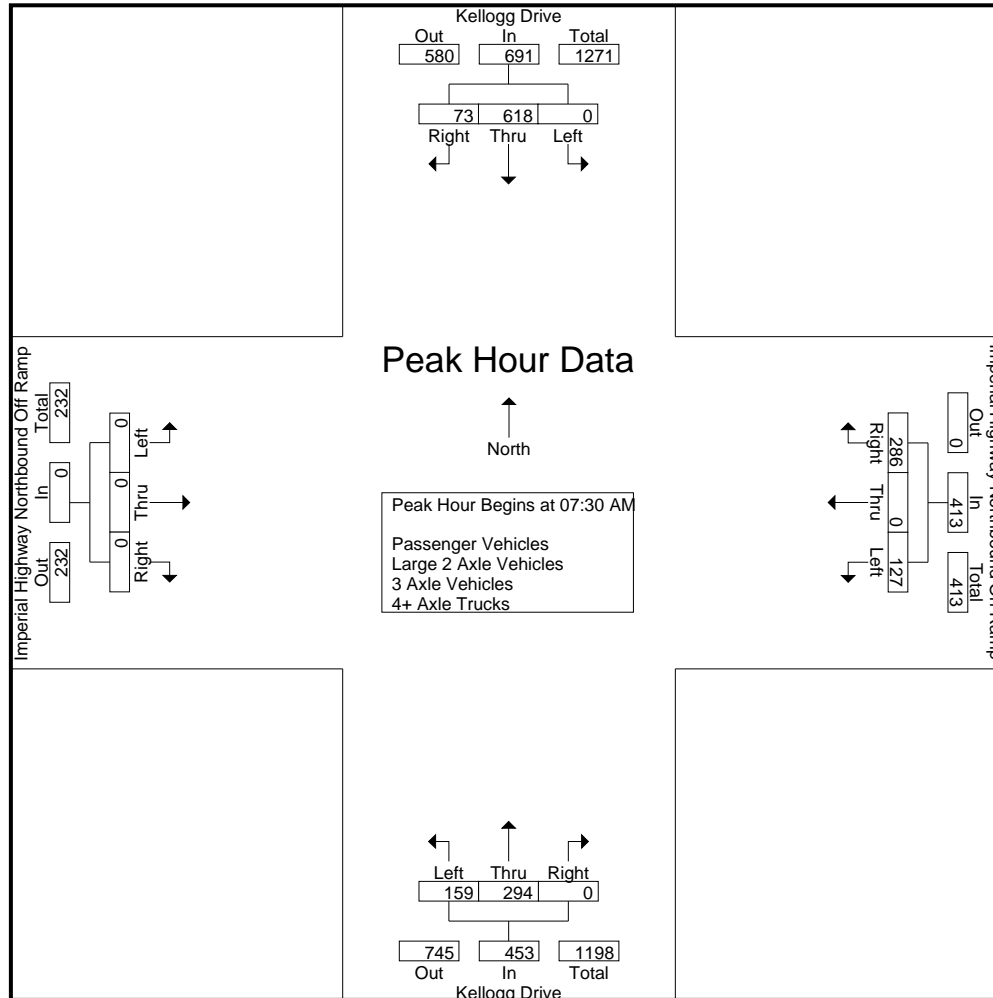 Kellogg Drive
Out In Total
580 691 1271
73 618 0
Right Thru Left
Peak Hour Data
North
Peak Hour Begins at 07:30 AM
Passenger Vehicles
Large 2 Axle Vehicles
3 Axle Vehicles
4+ Axle Trucks
Imperial Highway Northbound Off Ramp
Out In Total
232 0 232
0 0 0
Right Thru Left
Imperial Highway Northbound Ramp
Out In Total
0 413 413
286 0 127
Right Thru Left
Left Thru Right
159 294 0
745 453 1198
Out In Total
Kellogg Drive